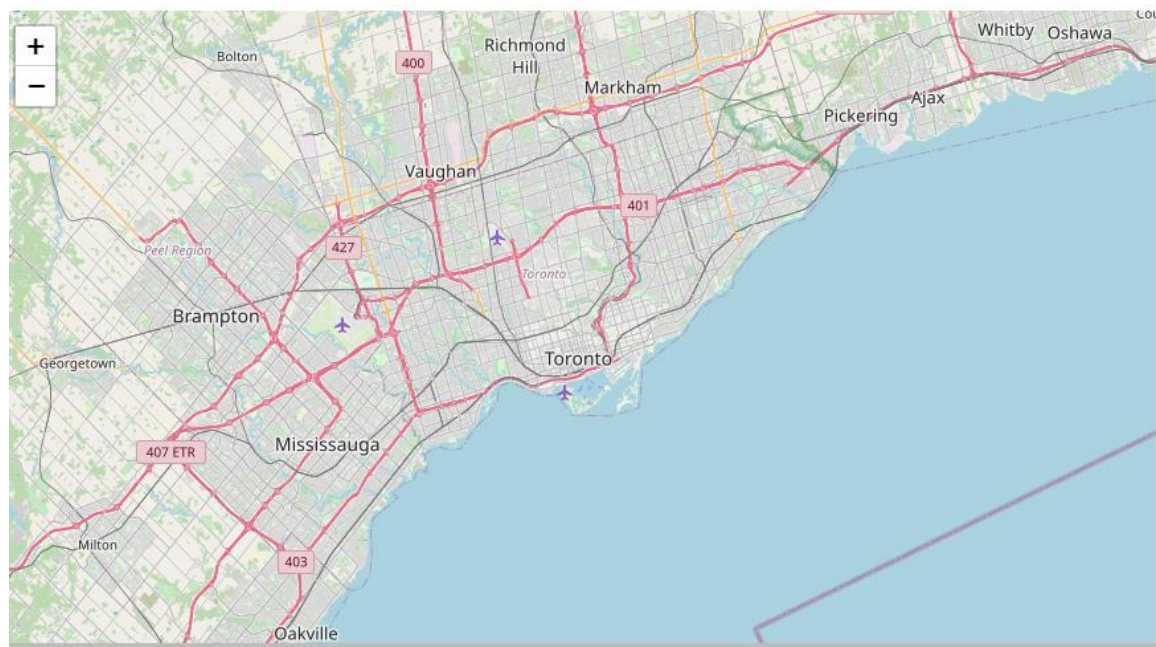 +
−
Bolton
400
Richmond
Hill
Whitby
Oshawa
Markham
Ajax
Pickering
Vaughan
401
427
Peel Region
Toronto
Brampton
Georgetown
Toronto
Mississauga
407 ETR
Milton
403
Oakville